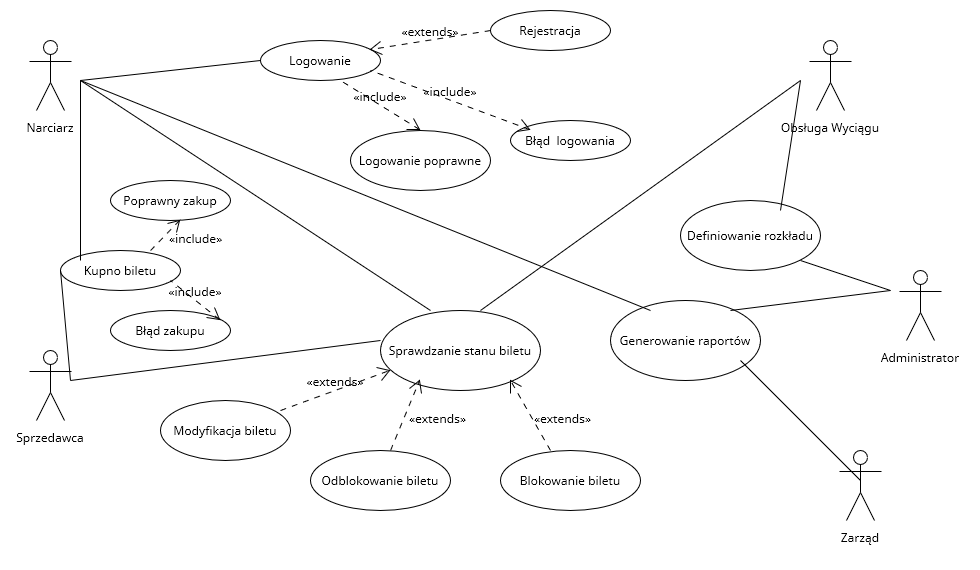 «extends»
Rejestracja
Logowanie
«include»
«include»
Narciarz
Obsługa Wyciągu
Błąd  logowania
Logowanie poprawne
Poprawny zakup
«include»
Definiowanie rozkładu
Kupno biletu
«include»
Błąd zakupu
Sprawdzanie stanu biletu
Generowanie raportów
Administrator
«extends»
«extends»
«extends»
Modyfikacja biletu
Sprzedawca
Odblokowanie biletu
Blokowanie biletu
Zarząd